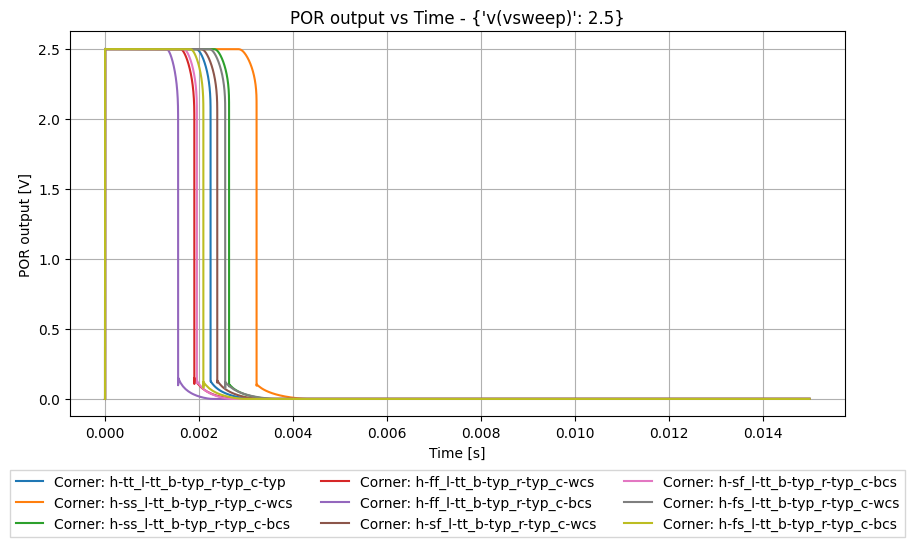 POR output vs Time - {'v(vsweep)': 2.5}
POR output [V]
2.5
2.0
1.5
1.0
0.5
0.0
0.000 0.002 0.004 0.006 0.008 0.010 0.012 0.014
Time [s]
Corner: h-tt_l-tt_b-typ_r-typ_c-typ
Corner: h-ss_l-tt_b-typ_r-typ_c-wcs
Corner: h-ss_l-tt_b-typ_r-typ_c-bcs
Corner: h-ff_l-tt_b-typ_r-typ_c-wcs
Corner: h-ff_l-tt_b-typ_r-typ_c-bcs
Corner: h-sf_l-tt_b-typ_r-typ_c-wcs
Corner: h-sf_l-tt_b-typ_r-typ_c-bcs
Corner: h-fs_l-tt_b-typ_r-typ_c-wcs
Corner: h-fs_l-tt_b-typ_r-typ_c-bcs